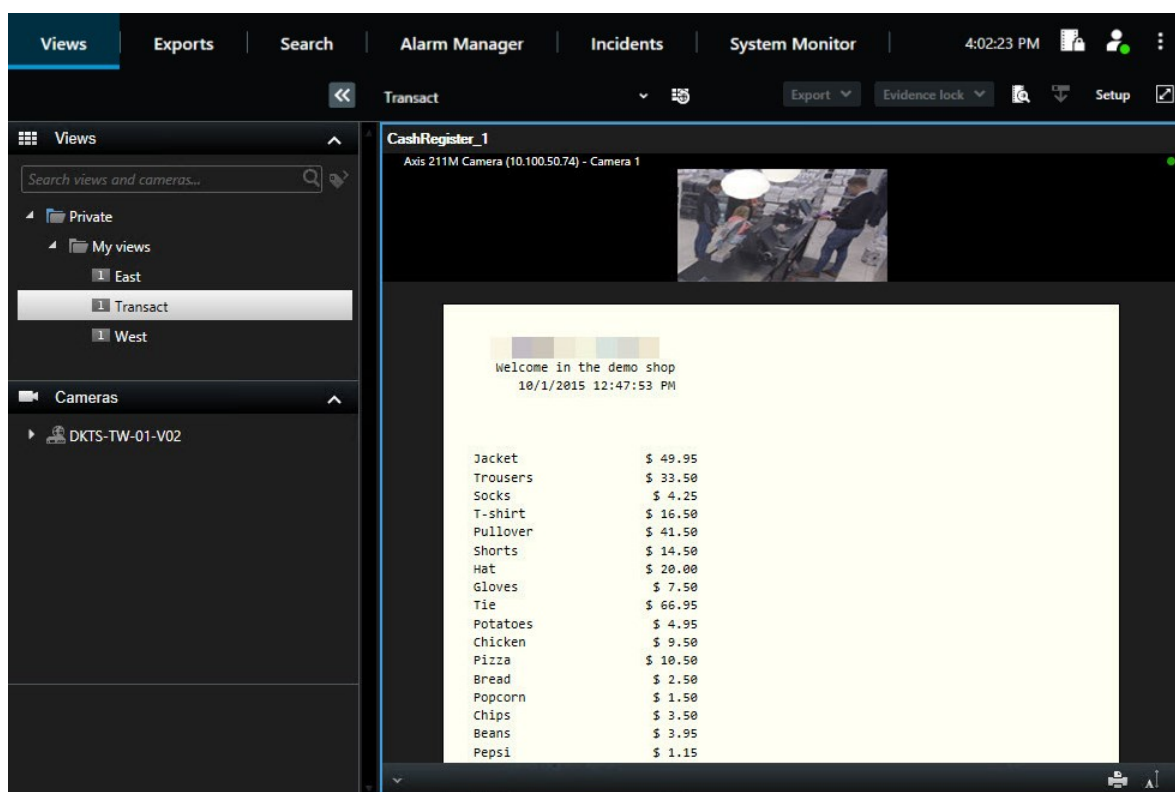 Views Exports Search Alarm Manager Incidents System Monitor 4:02:23 PM
Transact Export Evidence lock Setup
Views
Search views and cameras...
Private
My views
1 East
1 Transact
1 West
Cameras
DKTS-TW-01-V02
CashRegister_1
Axis 211M Camera (10.100.50.74) - Camera 1
Welcome in the demo shop
10/1/2015 12:47:53 PM
Jacket $ 49.95
Trousers $ 33.50
Socks $ 4.25
T-shirt $ 16.50
Pullover $ 41.50
Shorts $ 14.50
Hat $ 20.00
Gloves $ 7.50
Tie $ 66.95
Potatoes $ 4.95
Chicken $ 9.50
Pizza $ 10.50
Bread $ 2.50
Popcorn $ 1.50
Chips $ 3.50
Beans $ 3.95
Pepsi $ 1.15
A